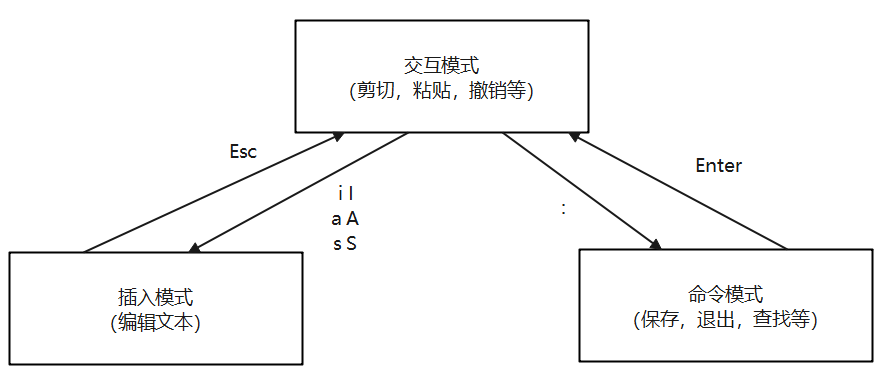 交互模式
(剪切，粘贴，撤销等)
Esc
Enter
i I
a A
s S
:
插入模式
(编辑文本)
命令模式
(保存，退出，查找等)